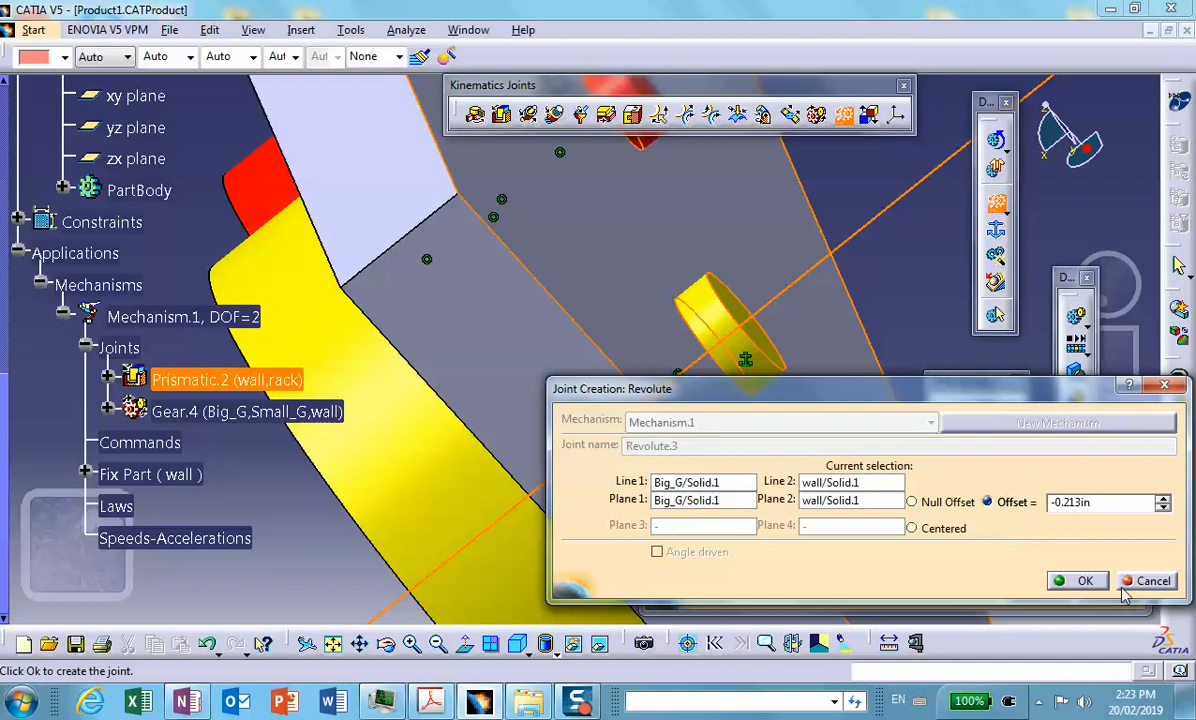 CATIA V5 - [Product1.CATProduct]
Start ENOVIA V5 VPM File Edit View Insert Tools Analyze Window Help
Auto Auto Auto Aut Aut None
Kinematics Joints
D...
xy plane
yz plane
zx plane
PartBody
Constraints
Applications
Mechanisms
D...
Mechanism.1, DOF=2
Joints
Prismatic.2 (wall,rack)
Gear.4 (Big_G,Small_G,wall)
Commands
Fix Part ( wall )
Laws
Speeds-Accelerations
Joint Creation: Revolute
Mechanism: Mechanism.1 New Mechanism
Joint name: Revolute.3
Current selection:
Line 1: Big_G/Solid.1 Line 2: wall/Solid.1
Plane 1: Big_G/Solid.1 Plane 2: wall/Solid.1 Null Offset Offset = -0.213in
Plane 3: - Plane 4: - Centered
Angle driven
OK Cancel
CATIA
Click Ok to create the joint.
EN 100% 2:23 PM
20/02/2019